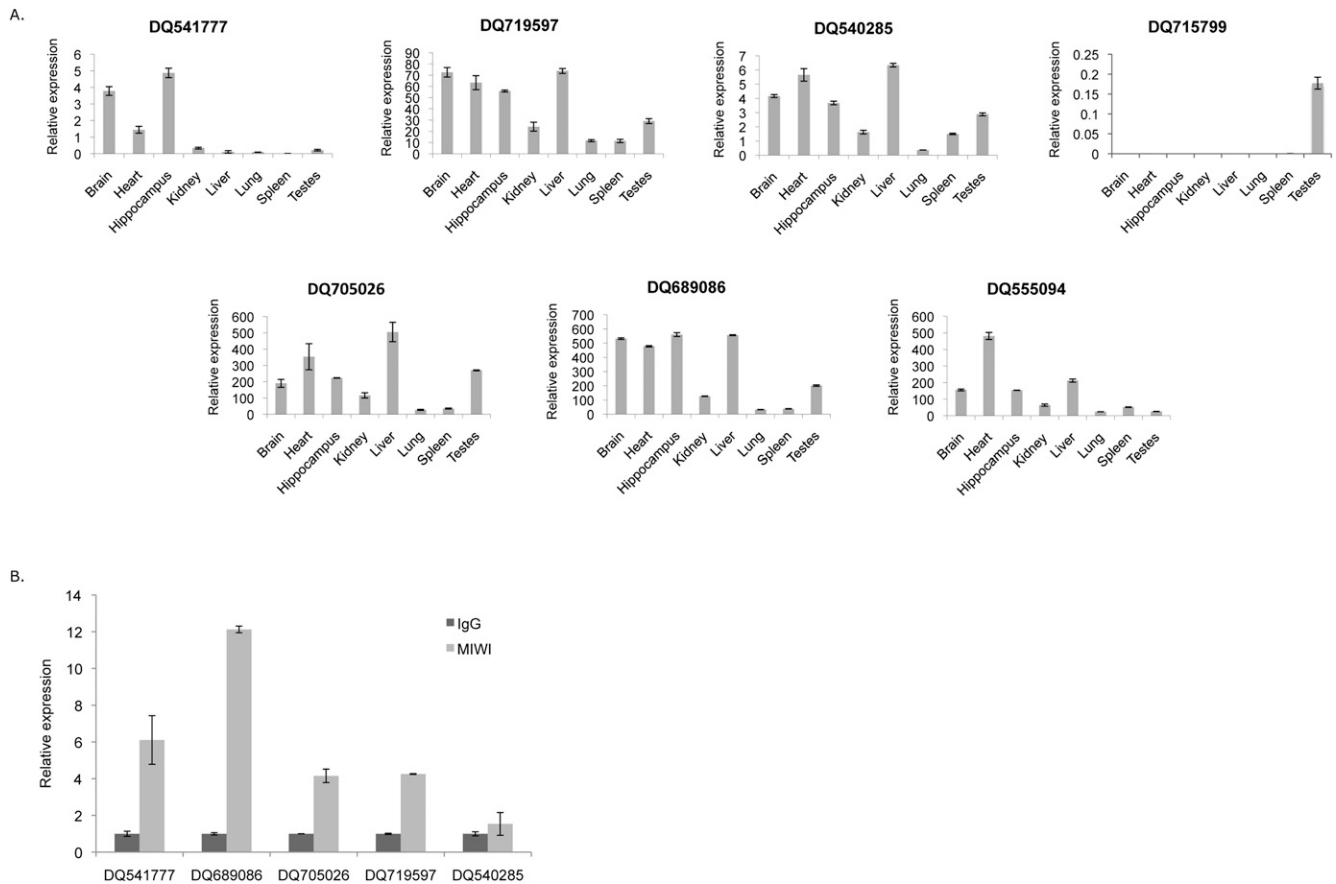 A.
DQ541777
Relative expression
6
5
4
3
2
1
0
Brain
Heart
Hippocampus
Kidney
Liver
Lung
Spleen
Testes
DQ719597
Relative expression
90
80
70
60
50
40
30
20
10
0
Brain
Heart
Hippocampus
Kidney
Liver
Lung
Spleen
Testes
DQ540285
Relative expression
7
6
5
4
3
2
1
0
Brain
Heart
Hippocampus
Kidney
Liver
Lung
Spleen
Testes
DQ715799
Relative expression
0.25
0.2
0.15
0.1
0.05
0
Brain
Heart
Hippocampus
Kidney
Liver
Lung
Spleen
Testes
DQ705026
Relative expression
600
500
400
300
200
100
0
Brain
Heart
Hippocampus
Kidney
Liver
Lung
Spleen
Testes
DQ689086
Relative expression
700
600
500
400
300
200
100
0
Brain
Heart
Hippocampus
Kidney
Liver
Lung
Spleen
Testes
DQ555094
Relative expression
600
500
400
300
200
100
0
Brain
Heart
Hippocampus
Kidney
Liver
Lung
Spleen
Testes
B.
Relative expression
14
12
10
8
6
4
2
0
IgG
MIWI
DQ541777
DQ689086
DQ705026
DQ719597
DQ540285